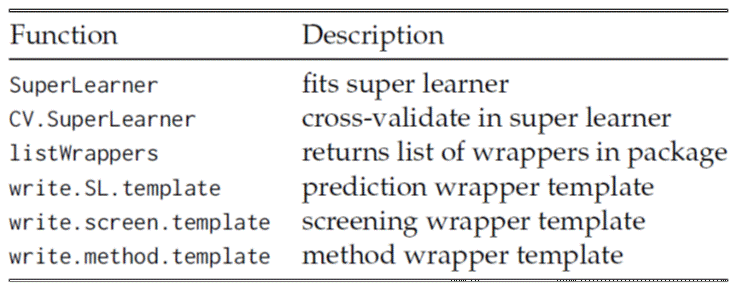 Function Description
SuperLearner fits super learner
CV.SuperLearner cross-validate in super learner
listWrappers returns list of wrappers in package
write.SL.template prediction wrapper template
write.screen.template screening wrapper template
write.method.template method wrapper template